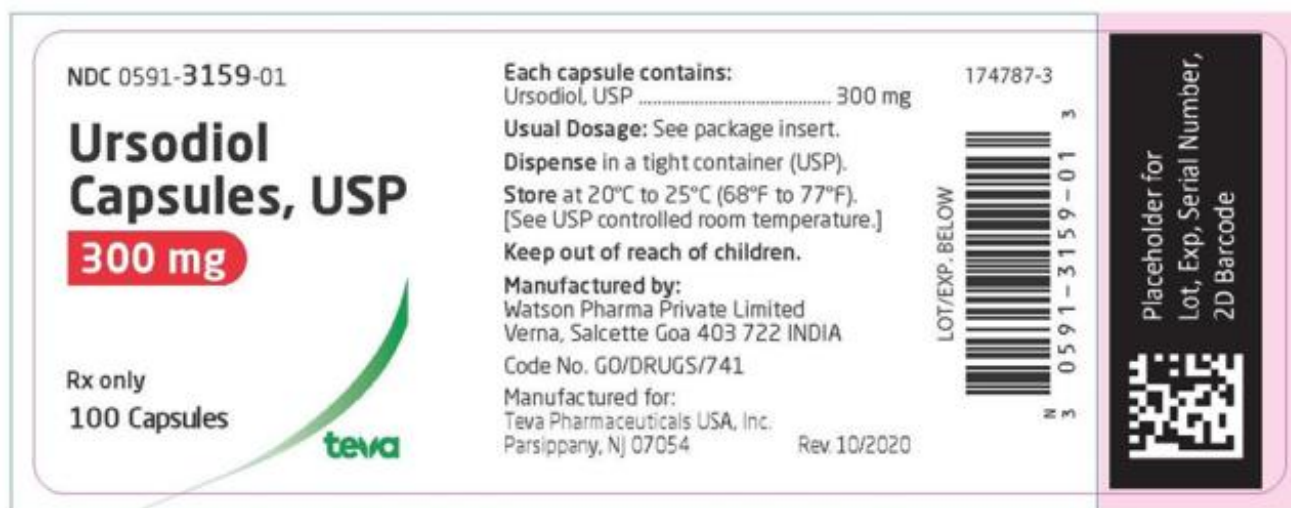 NDC 0591-3159-01
Ursodiol
Capsules, USP
300 mg
Rx only
100 Capsules
teva
Each capsule contains:
Ursodiol, USP ............................................ 300 mg
Usual Dosage: See package insert.
Dispense in a tight container (USP).
Store at 20°C to 25°C (68°F to 77°F).
[See USP controlled room temperature.]
Keep out of reach of children.
Manufactured by:
Watson Pharma Private Limited
Verna, Salcette Goa 403 722 INDIA
Code No. GO/DRUGS/741
Manufactured for:
Teva Pharmaceuticals USA, Inc.
Parsippany, NJ 07054 Rev. 10/2020
174787-3
LOT/EXP. BELOW
N
3 0591-3159-01 3
Placeholder for
Lot, Exp, Serial Number,
2D Barcode